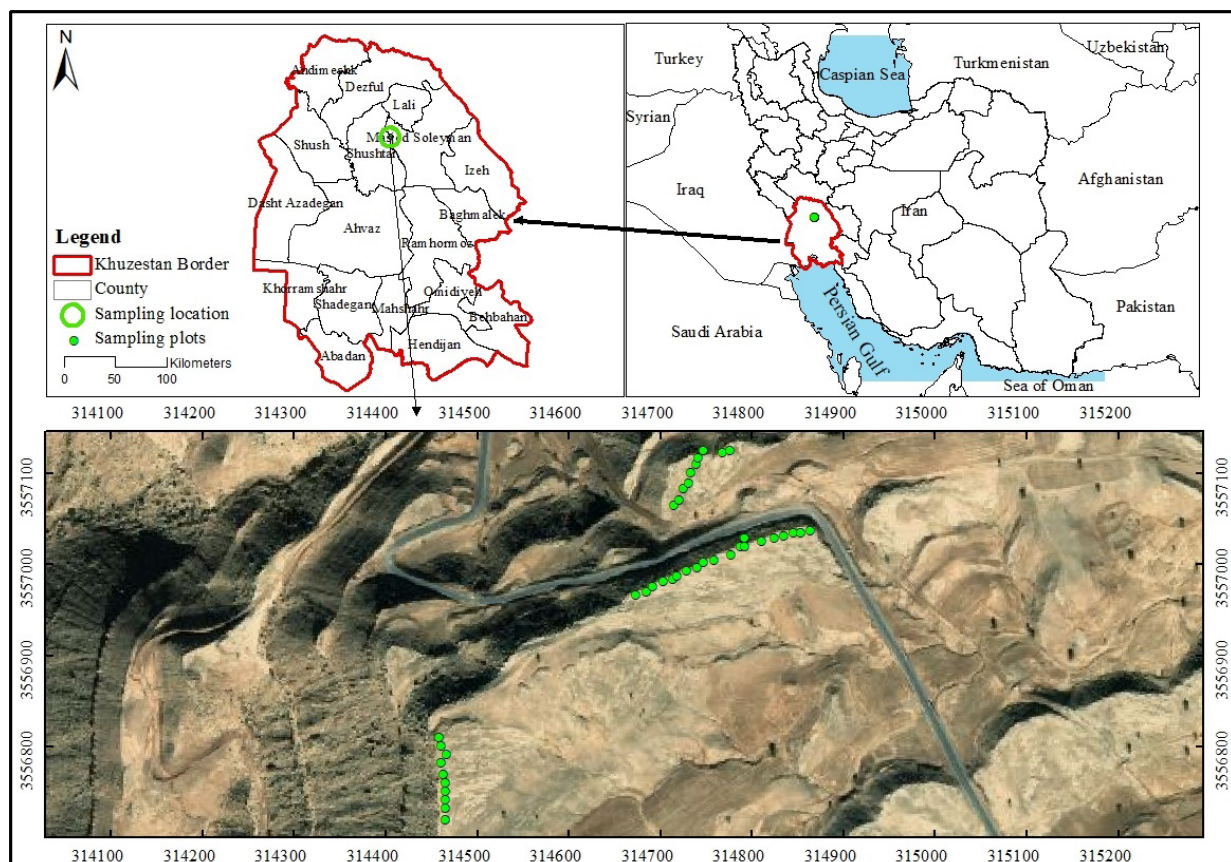 N
Andimeshk
Dezful
Lali
Masjed Soleyman
Shush
Shushtar
Izeh
Dasht Azadegan
Ahvaz
Baghmalek
Ramhormoz
Khorramshahr
Shadegan
Mahshahr
Omidiyeh
Behbahan
Hendijan
Abadan
Legend
Khuzestan Border
County
Sampling location
Sampling plots
Kilometers
0 50 100
Turkey
Caspian Sea
Turkmenistan
Uzbekistan
Syrian
Iraq
Iran
Afghanistan
Persian Gulf
Pakistan
Saudi Arabia
Sea of Oman
314100 314200 314300 314400 314500 314600 314700 314800 314900 315000 315100 315200
3557100
3557000
3556900
3556800
3557100
3557000
3556900
3556800
314100 314200 314300 314400 314500 314600 314700 314800 314900 315000 315100 315200